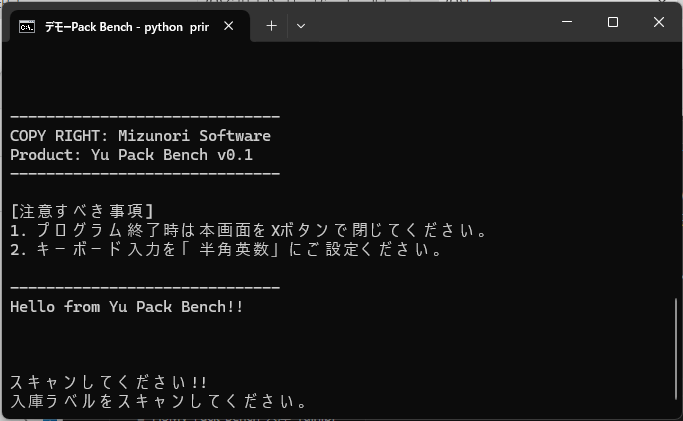 デモーPack Bench - python prir
------------------------------
COPY RIGHT: Mizunori Software
Product: Yu Pack Bench v0.1
------------------------------
[注意すべき事項]
1. プログラム終了時は本画面をXボタンで閉じてください。
2. キーボード入力を「半角英数」にご設定ください。
------------------------------
Hello from Yu Pack Bench!!
スキャンしてください!!
入庫ラベルをスキャンしてください。